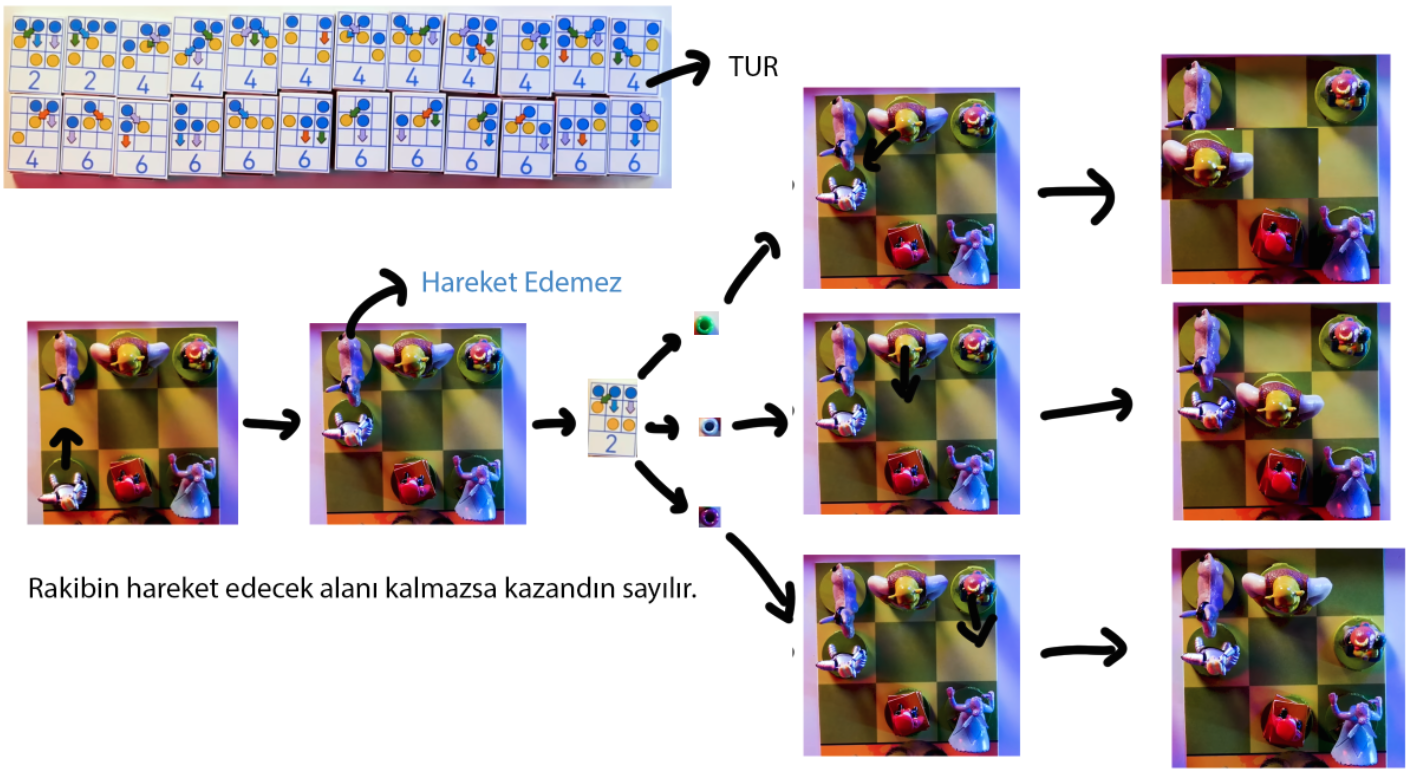 2 2 4 4 4 4 4 4 4 4 4 4
TUR
4 6 6 6 6 6 6 6 6 6 6 6
Hareket Edemez
2
Rakibin hareket edecek alanı kalmazsa kazandın sayılır.